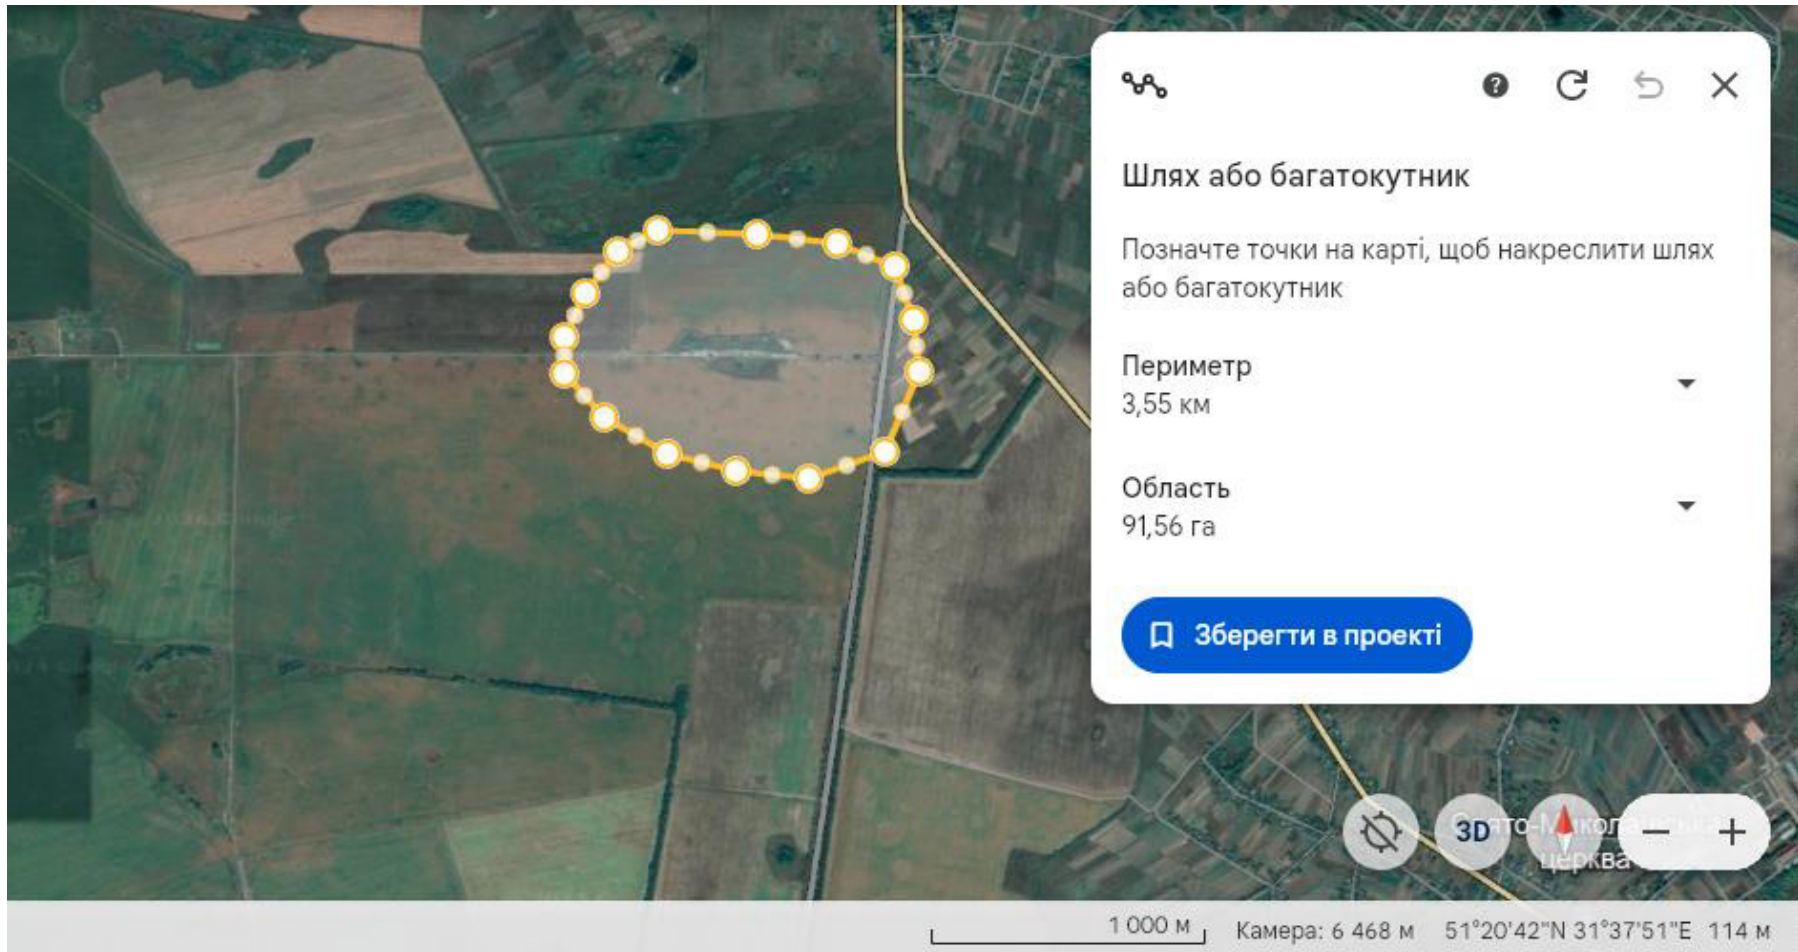 Шлях або багатокутник
Позначте точки на карті, щоб накреслити шлях
або багатокутник
Периметр
3,55 км
Область
91,56 га
Зберегти в проекті
3D
церква
1 000 м
Камера: 6 468 м 51°20'42"N 31°37'51"E 114 м